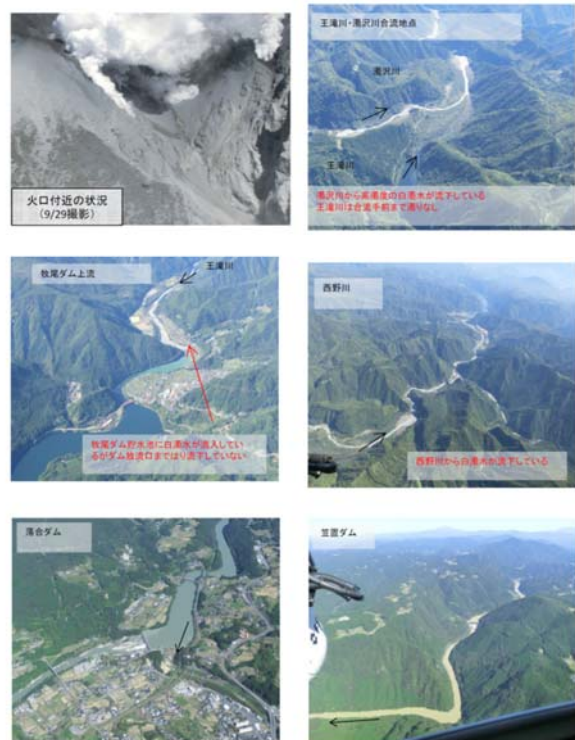 火口付近の状況
（9/29撮影）
王滝川・濁沢川合流地点
濁沢川
王滝川
濁沢川から高濃度の白濁水が流下している
王滝川は合流手前まで濁りなし
牧尾ダム上流
王滝川
牧尾ダム貯水池に白濁水が流入してい
るがダム放流口まではり流下していない
西野川
西野川から白濁水が流下している
落合ダム
笠置ダム